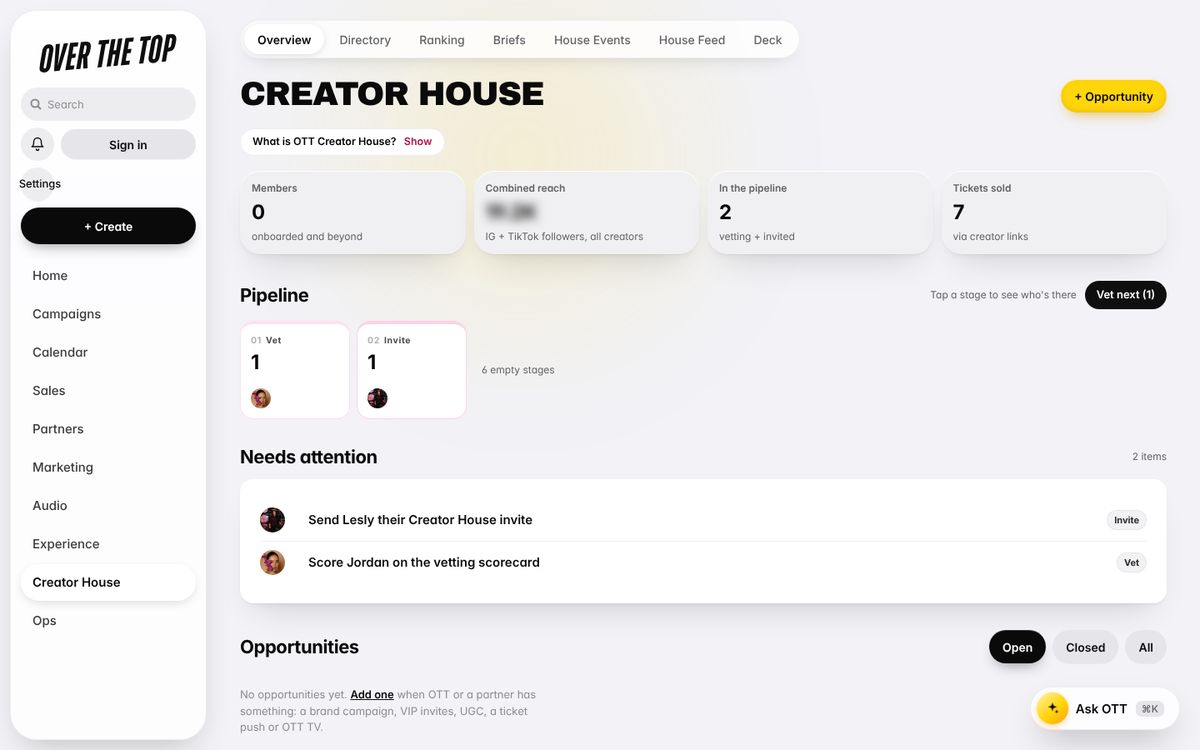 OVER THE TOP
Search
Sign in
Settings
+ Create
Home
Campaigns
Calendar
Sales
Partners
Marketing
Audio
Experience
Creator House
Ops
Overview Directory Ranking Briefs House Events House Feed Deck
CREATOR HOUSE
+ Opportunity
What is OTT Creator House? Show
Members
0
onboarded and beyond
Combined reach
IG + TikTok followers, all creators
In the pipeline
2
vetting + invited
Tickets sold
7
via creator links
Pipeline
Tap a stage to see who's there
Vet next (1)
01 Vet
1
02 Invite
1
6 empty stages
Needs attention
2 items
Send Lesly their Creator House invite
Invite
Score Jordan on the vetting scorecard
Vet
Opportunities
Open Closed All
No opportunities yet. Add one when OTT or a partner has
something: a brand campaign, VIP invites, UGC, a ticket
push or OTT TV.
Ask OTT ⌘K